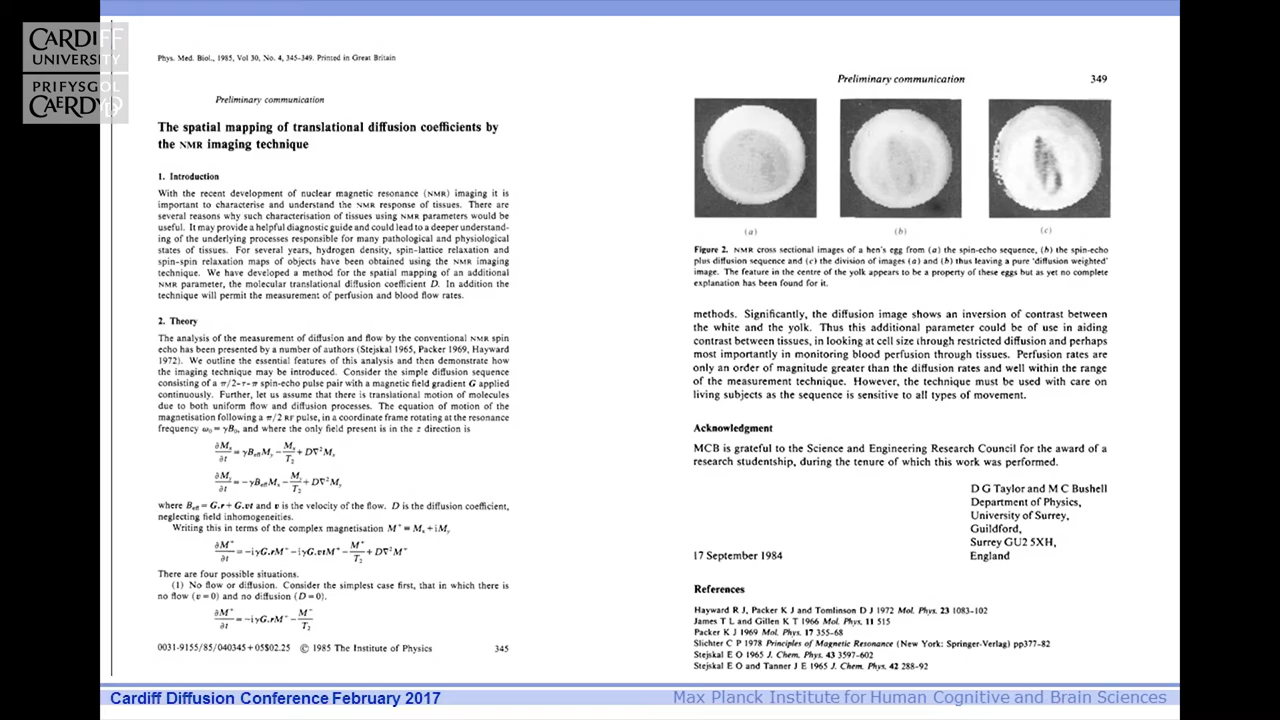 CARDIFF
UNIVERSITY
PRIFYSGOL
CAERDYDD
Phys. Med. Biol., 1985, Vol 30, No. 4, 345-349. Printed in Great Britain
Preliminary communication
The spatial mapping of translational diffusion coefficients by
the NMR imaging technique
1. Introduction
With the recent development of nuclear magnetic resonance (NMR) imaging it is
important to characterise and understand the NMR response of tissues. There are
several reasons why such characterisation of tissues using NMR parameters would be
useful. It may provide a helpful diagnostic guide and could lead to a deeper understand-
ing of the underlying processes responsible for many pathological and physiological
states of tissues. For several years, hydrogen density, spin-lattice relaxation and
spin-spin relaxation maps of objects have been obtained using the NMR imaging
technique. We have developed a method for the spatial mapping of an additional
NMR parameter, the molecular translational diffusion coefficient D. In addition the
technique will permit the measurement of perfusion and blood flow rates.
2. Theory
The analysis of the measurement of diffusion and flow by the conventional NMR spin
echo has been presented by a number of authors (Stejskal 1965, Packer 1969, Hayward
1972). We outline the essential features of this analysis and then demonstrate how
the imaging technique may be introduced. Consider the simple diffusion sequence
consisting of a π/2-τ-π spin-echo pulse pair with a magnetic field gradient G applied
continuously. Further, let us assume that there is translational motion of molecules
due to both uniform flow and diffusion processes. The equation of motion of the
magnetisation following a π/2 RF pulse, in a coordinate frame rotating at the resonance
frequency ω₀ = γB₀, and where the only field present is in the z direction is
∂Mₓ/∂t = γB_eff M_y − Mₓ/T₂ + D∇²Mₓ
∂M_y/∂t = −γB_eff Mₓ − M_y/T₂ + D∇²M_y
where B_eff = G.r + G.vt and v is the velocity of the flow. D is the diffusion coefficient,
neglecting field inhomogeneities.
Writing this in terms of the complex magnetisation M⁺ = Mₓ + iM_y
∂M⁺/∂t = −iγG.rM⁺ − iγG.vtM⁺ − M⁺/T₂ + D∇²M⁺
There are four possible situations.
(1) No flow or diffusion. Consider the simplest case first, that in which there is
no flow (v = 0) and no diffusion (D = 0).
∂M⁺/∂t = −iγG.rM⁺ − M⁺/T₂
0031-9155/85/040345+05$02.25 © 1985 The Institute of Physics 345
Preliminary communication 349
(a) (b) (c)
Figure 2. NMR cross sectional images of a hen's egg from (a) the spin-echo sequence, (b) the spin-echo
plus diffusion sequence and (c) the division of images (a) and (b) thus leaving a pure 'diffusion weighted'
image. The feature in the centre of the yolk appears to be a property of these eggs but as yet no complete
explanation has been found for it.
methods. Significantly, the diffusion image shows an inversion of contrast between
the white and the yolk. Thus this additional parameter could be of use in aiding
contrast between tissues, in looking at cell size through restricted diffusion and perhaps
most importantly in monitoring blood perfusion through tissues. Perfusion rates are
only an order of magnitude greater than the diffusion rates and well within the range
of the measurement technique. However, the technique must be used with care on
living subjects as the sequence is sensitive to all types of movement.
Acknowledgment
MCB is grateful to the Science and Engineering Research Council for the award of a
research studentship, during the tenure of which this work was performed.
D G Taylor and M C Bushell
Department of Physics,
University of Surrey,
Guildford,
Surrey GU2 5XH,
17 September 1984 England
References
Hayward R J, Packer K J and Tomlinson D J 1972 Mol. Phys. 23 1083-102
James T L and Gillen K T 1966 Mol. Phys. 11 515
Packer K J 1969 Mol. Phys. 17 355-68
Slichter C P 1978 Principles of Magnetic Resonance (New York: Springer-Verlag) pp377-82
Stejskal E O 1965 J. Chem. Phys. 43 3597-602
Stejskal E O and Tanner J E 1965 J. Chem. Phys. 42 288-92
Cardiff Diffusion Conference February 2017
Max Planck Institute for Human Cognitive and Brain Sciences